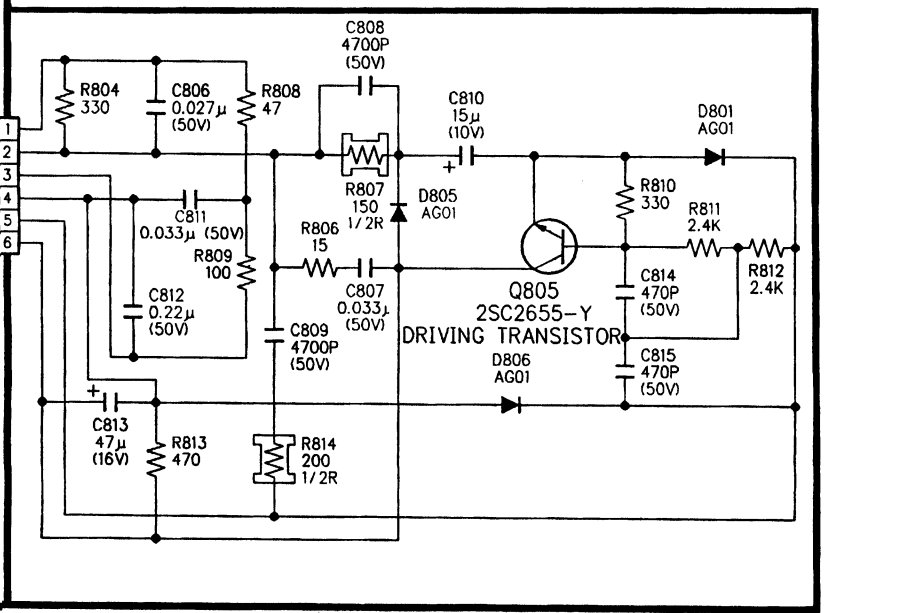 C808
4700P
(50V)
R804
330
C806
0.027μ
(50V)
R808
47
C810
15μ
(10V)
+
D801
AG01
1
2
3
4
5
6
R807
150
1/2R
D805
AG01
R810
330
R811
2.4K
R812
2.4K
C811
0.033μ (50V)
R809
100
R806
15
C807
0.033μ
(50V)
C812
0.22μ
(50V)
C809
4700P
(50V)
Q805
2SC2655-Y
DRIVING TRANSISTOR
C814
470P
(50V)
C815
470P
(50V)
D806
AG01
+
C813
47μ
(16V)
R813
470
R814
200
1/2R